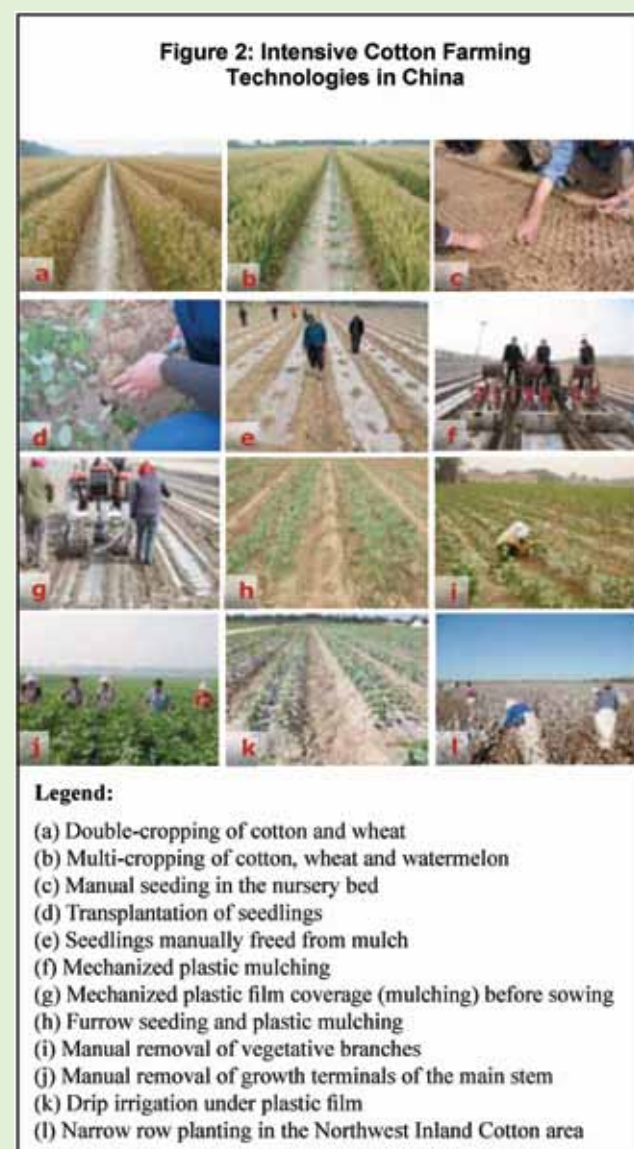 Figure 2: Intensive Cotton Farming
Technologies in China
a
b
c
d
e
f
g
h
i
j
k
l
Legend:
(a) Double-cropping of cotton and wheat
(b) Multi-cropping of cotton, wheat and watermelon
(c) Manual seeding in the nursery bed
(d) Transplantation of seedlings
(e) Seedlings manually freed from mulch
(f) Mechanized plastic mulching
(g) Mechanized plastic film coverage (mulching) before sowing
(h) Furrow seeding and plastic mulching
(i) Manual removal of vegetative branches
(j) Manual removal of growth terminals of the main stem
(k) Drip irrigation under plastic film
(l) Narrow row planting in the Northwest Inland Cotton area